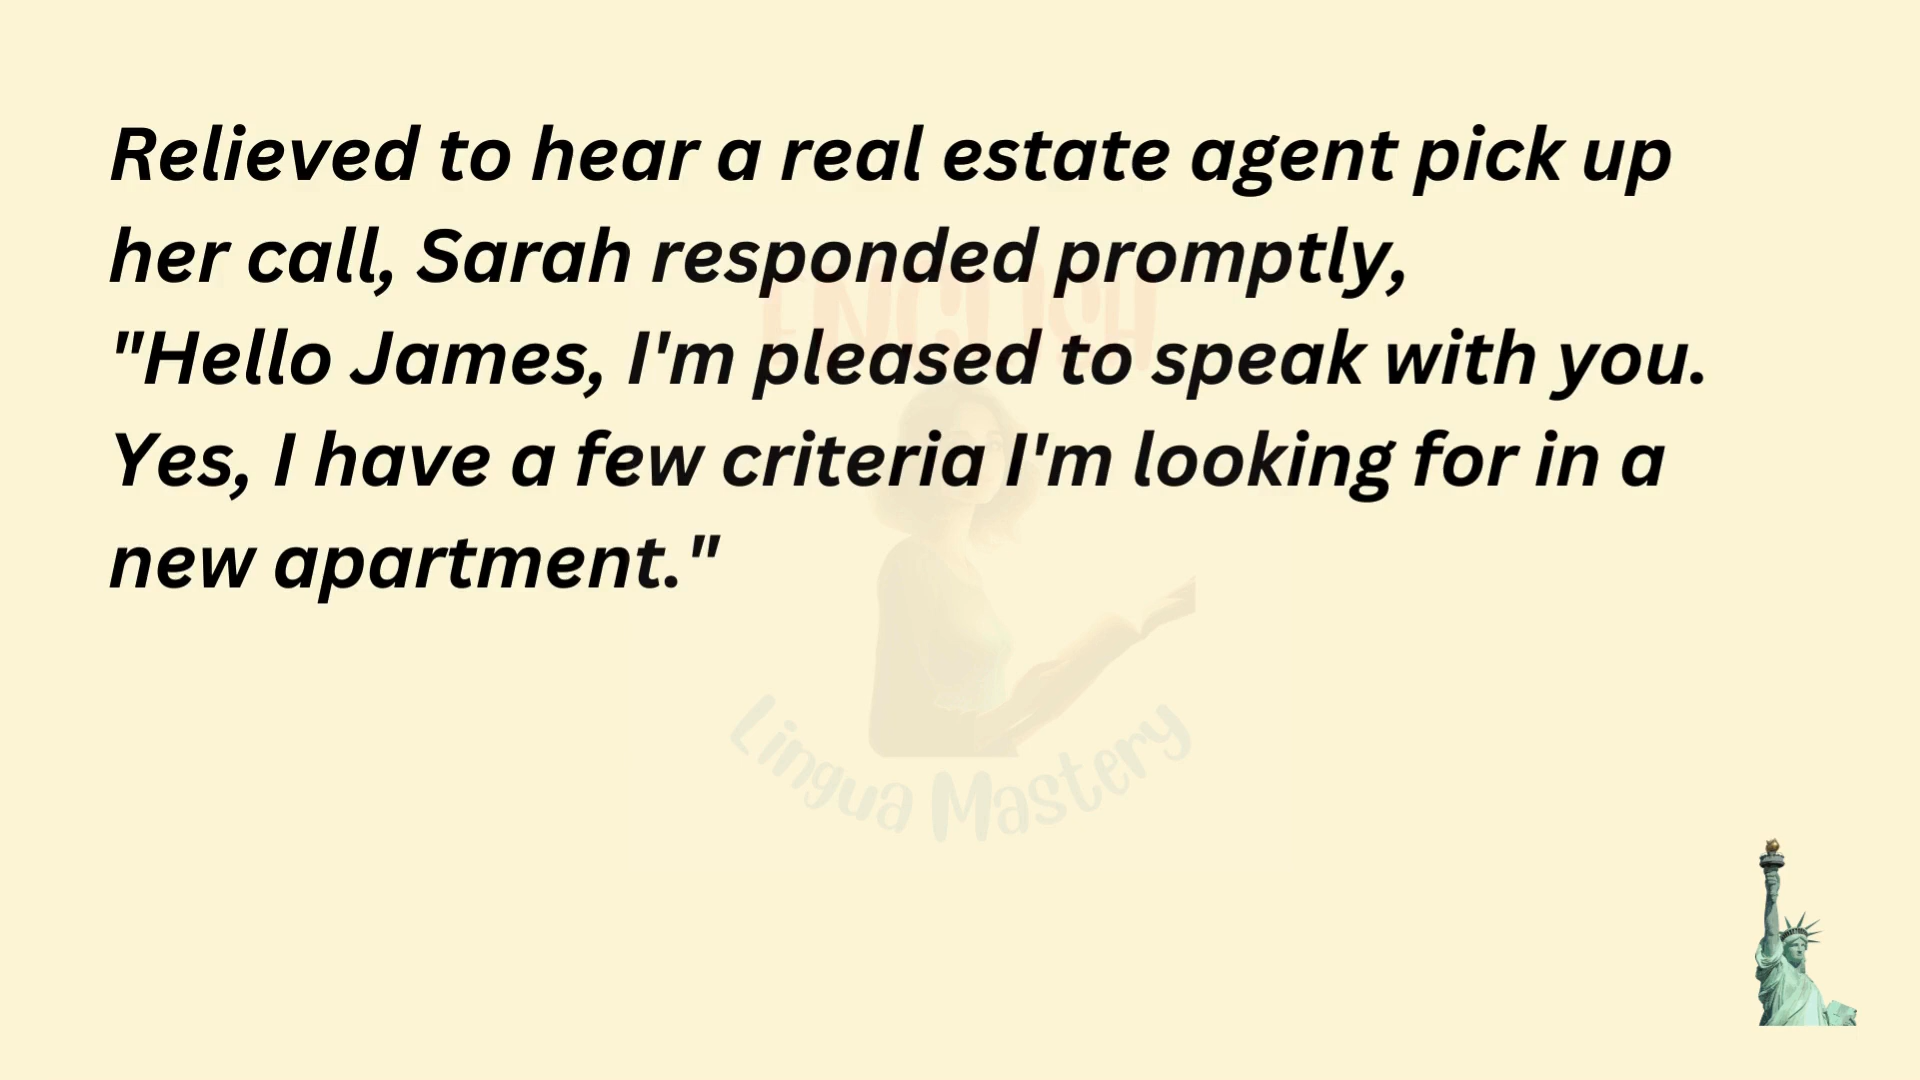 Relieved to hear a real estate agent pick up
her call, Sarah responded promptly,
"Hello James, I'm pleased to speak with you.
Yes, I have a few criteria I'm looking for in a
new apartment."
ENGLISH
Lingua Mastery